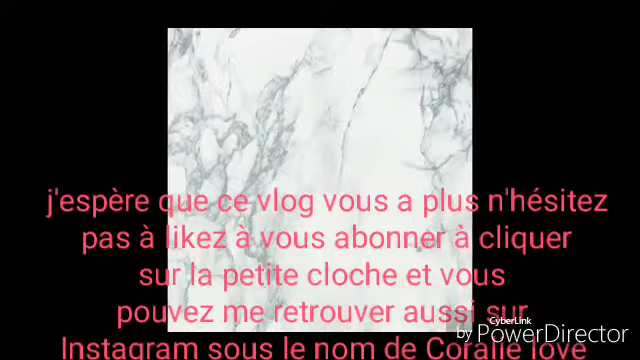 j'espère que ce vlog vous a plus n'hésitez
pas à likez à vous abonner à cliquer
sur la petite cloche et vous
pouvez me retrouver aussi sur
Instagram sous le nom de Coralie love
CyberLink
by PowerDirector